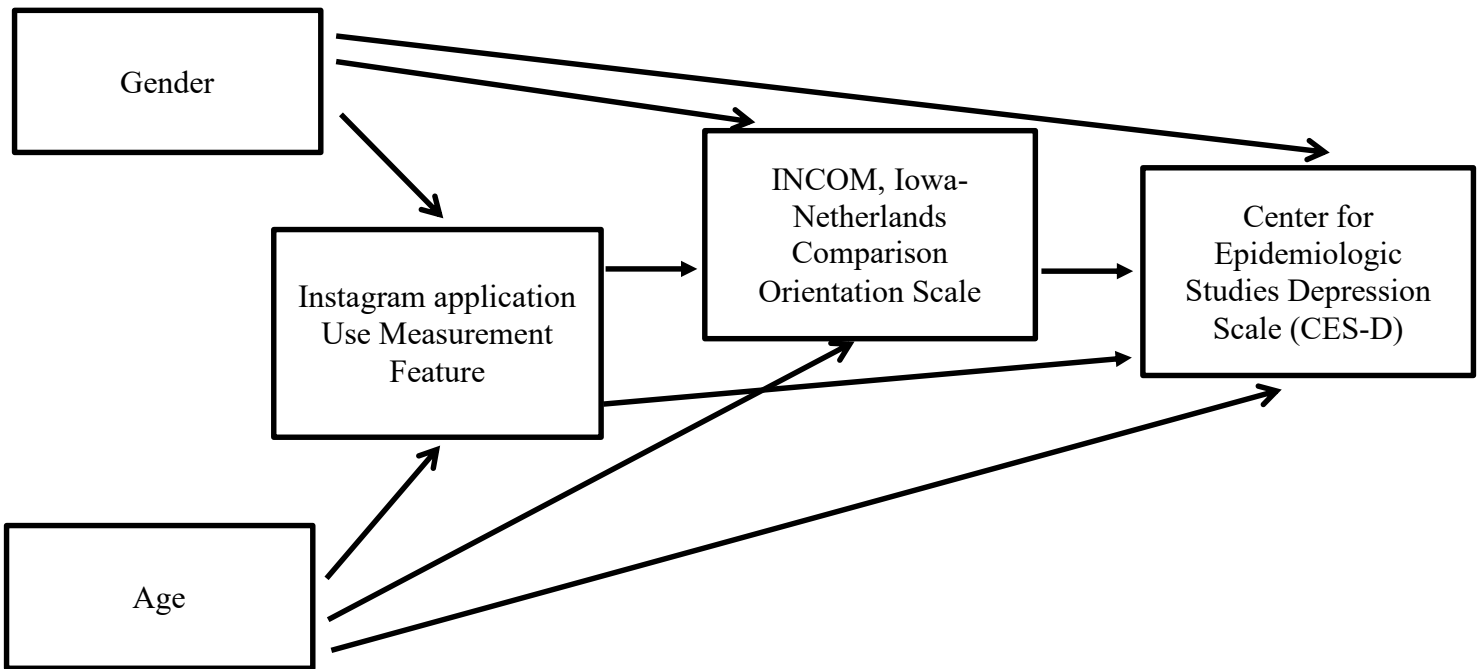 Gender
INCOM, Iowa-
Netherlands
Comparison
Orientation Scale
Center for
Epidemiologic
Studies Depression
Scale (CES-D)
Instagram application
Use Measurement
Feature
Age